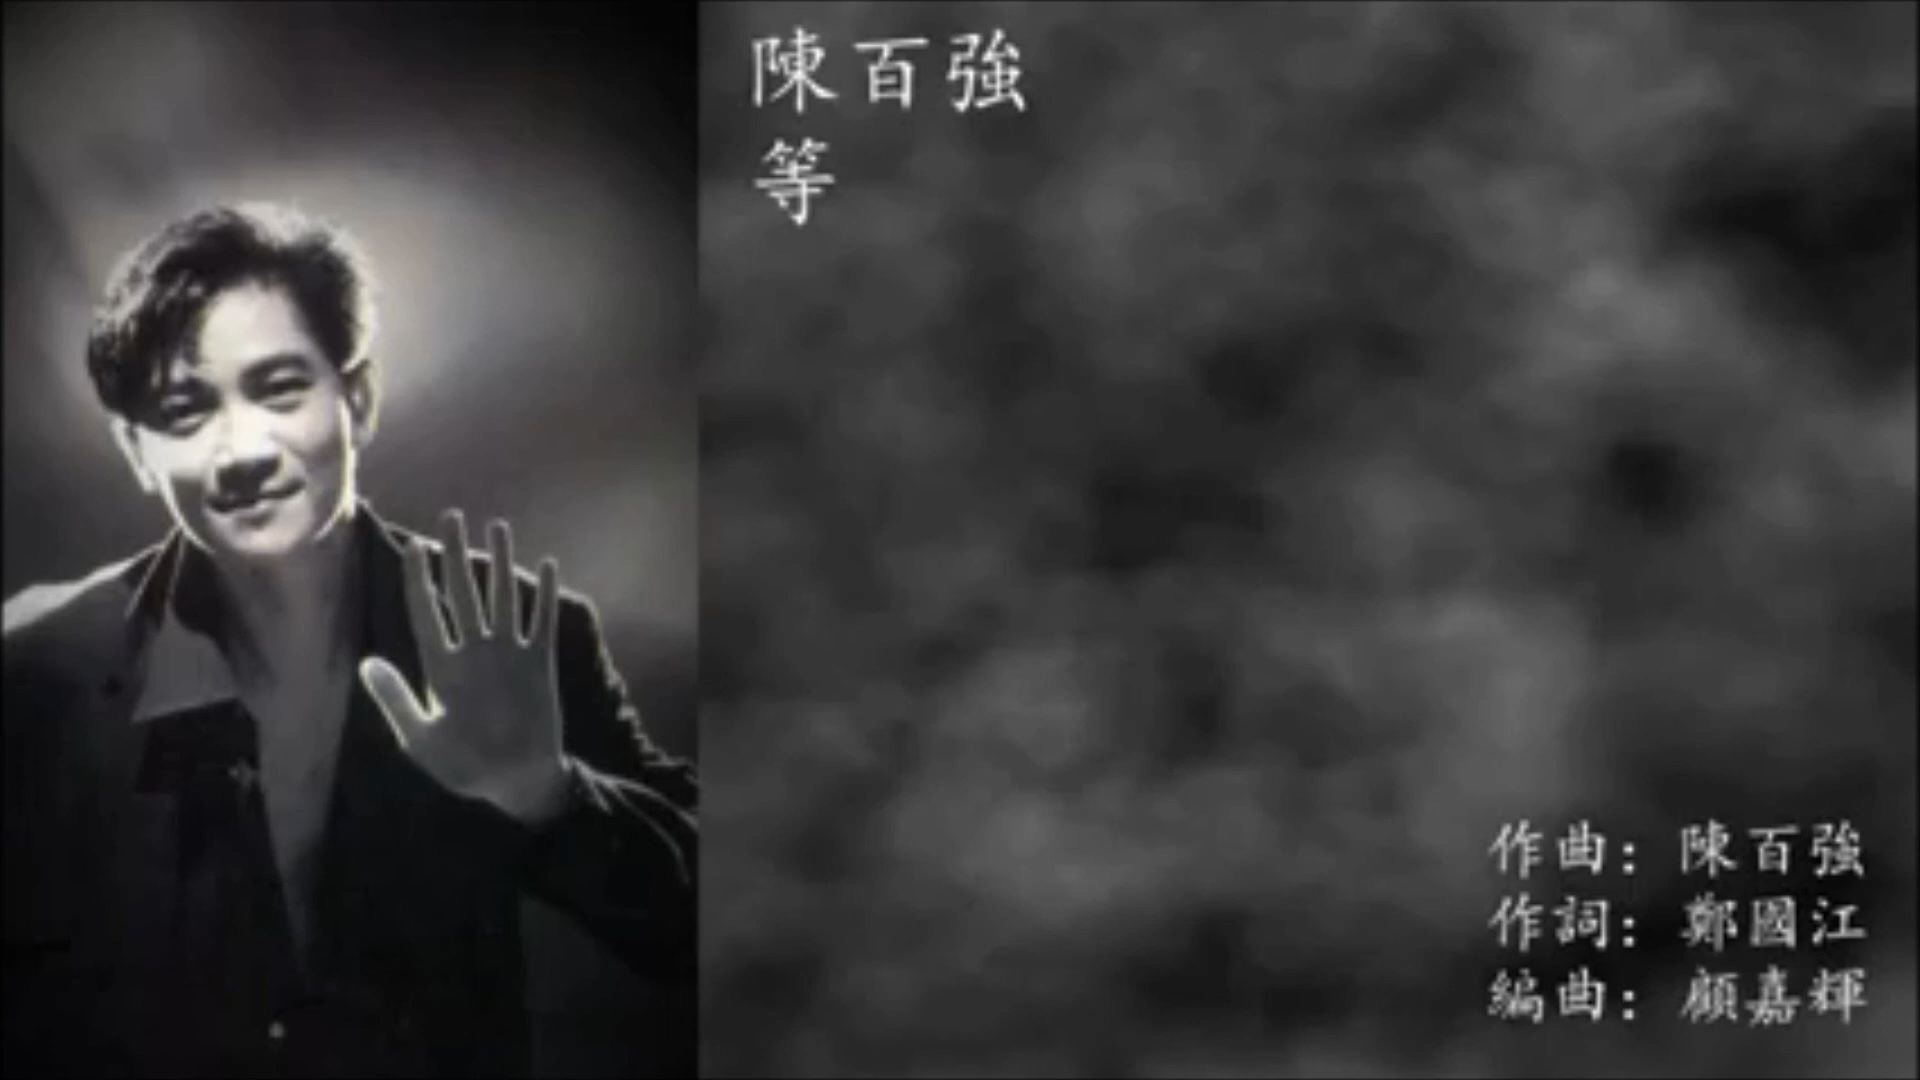 陳百強
等
作曲: 陳百強
作詞: 鄭國江
編曲: 顧嘉輝